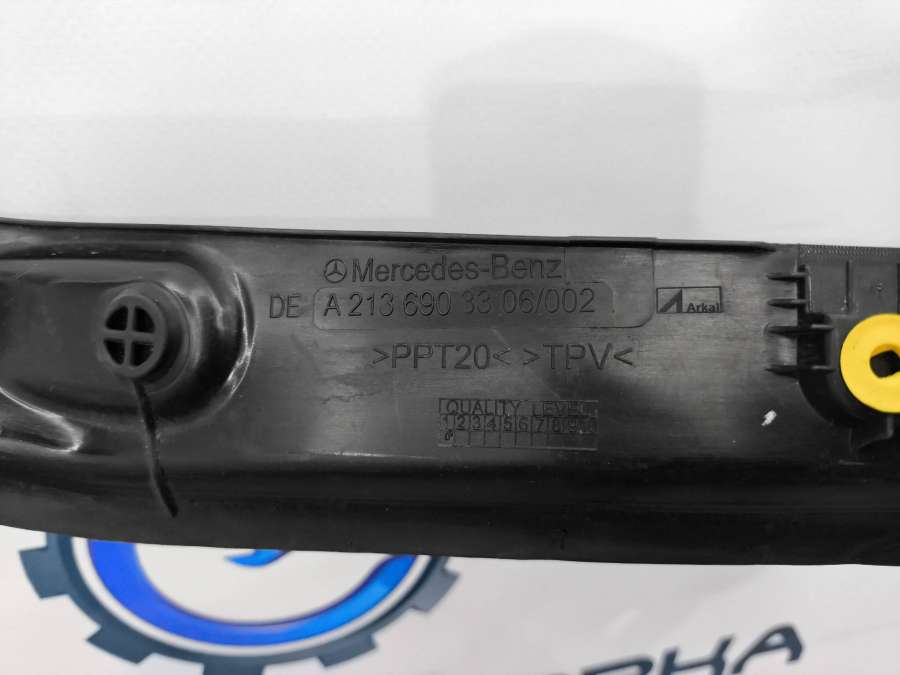 Mercedes-Benz
DE A 213 690 33 06/002
Arkal
>PPT20< >TPV<
QUALITY LEVEL
1 2 3 4 5 6 7 8 9 10